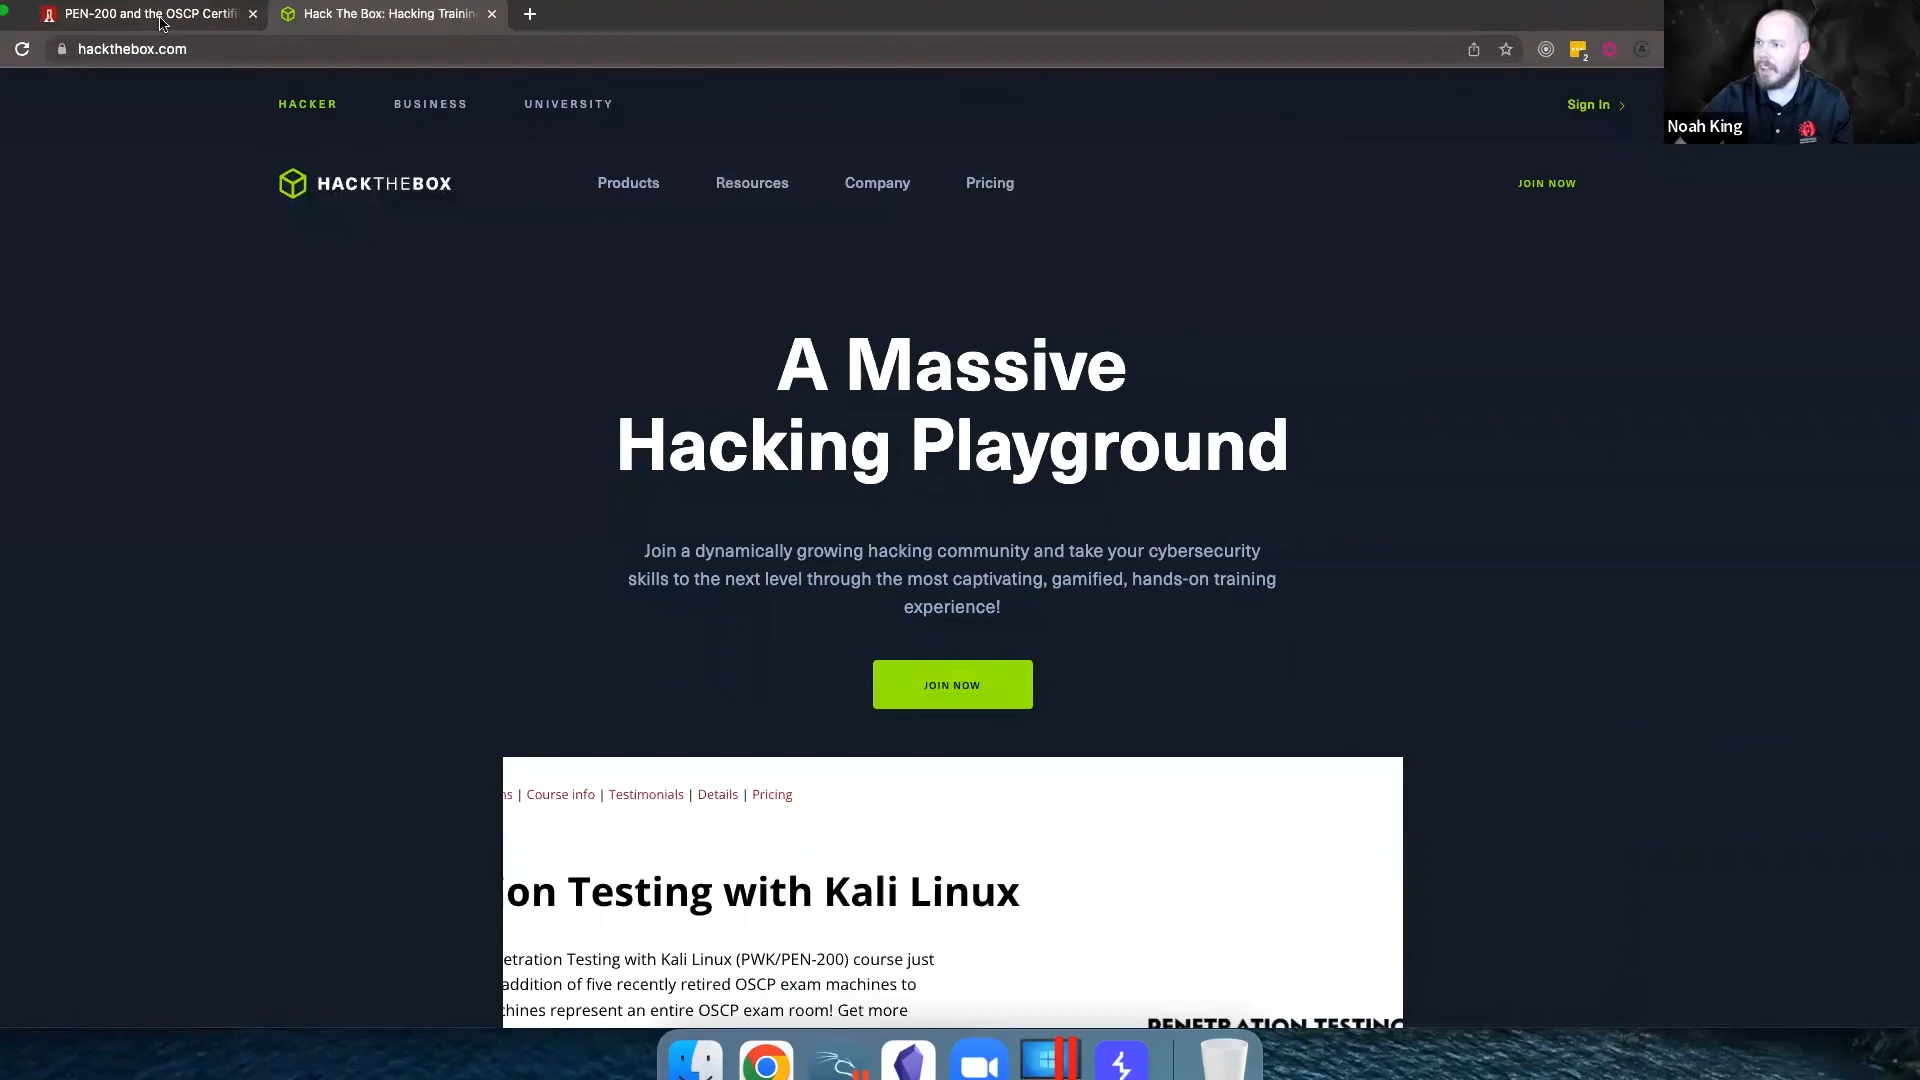 PEN-200 and the OSCP Certifi
Hack The Box: Hacking Trainin
hackthebox.com
2
HACKER
BUSINESS
UNIVERSITY
Sign In
Noah King
HACKTHEBOX
Products
Resources
Company
Pricing
JOIN NOW
A Massive
Hacking Playground
Join a dynamically growing hacking community and take your cybersecurity
skills to the next level through the most captivating, gamified, hands-on training
experience!
JOIN NOW
ns | Course info | Testimonials | Details | Pricing
on Testing with Kali Linux
etration Testing with Kali Linux (PWK/PEN-200) course just
addition of five recently retired OSCP exam machines to
chines represent an entire OSCP exam room! Get more
PENETRATION TESTING